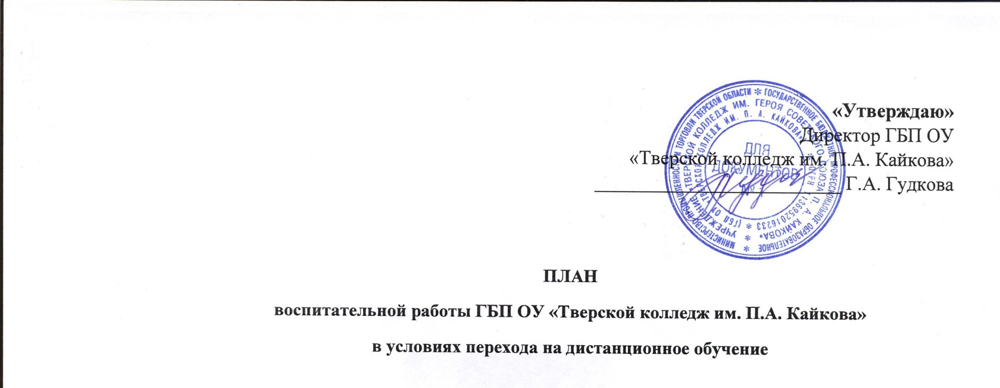 «Утверждаю»
Директор ГБП ОУ
«Тверской колледж им. П.А. Кайкова»
Г.А. Гудкова
МИНИСТЕРСТВО ПРОМЫШЛЕННОСТИ И ТОРГОВЛИ ТВЕРСКОЙ ОБЛАСТИ * ГОСУДАРСТВЕННОЕ БЮДЖЕТНОЕ ПРОФЕССИОНАЛЬНОЕ ОБРАЗОВАТЕЛЬНОЕ *
УЧРЕЖДЕНИЕ "ТВЕРСКОЙ КОЛЛЕДЖ ИМ. ГЕРОЯ СОВЕТСКОГО СОЮЗА П. А. КАЙКОВА" *
(ГБП ОУ "ТВЕРСКОЙ КОЛЛЕДЖ ИМ. П. А. КАЙКОВА") * ОГРН 1136952016233 *
ДЛЯ
ДОКУМЕНТОВ
№
ПЛАН
воспитательной работы ГБП ОУ «Тверской колледж им. П.А. Кайкова»
в условиях перехода на дистанционное обучение